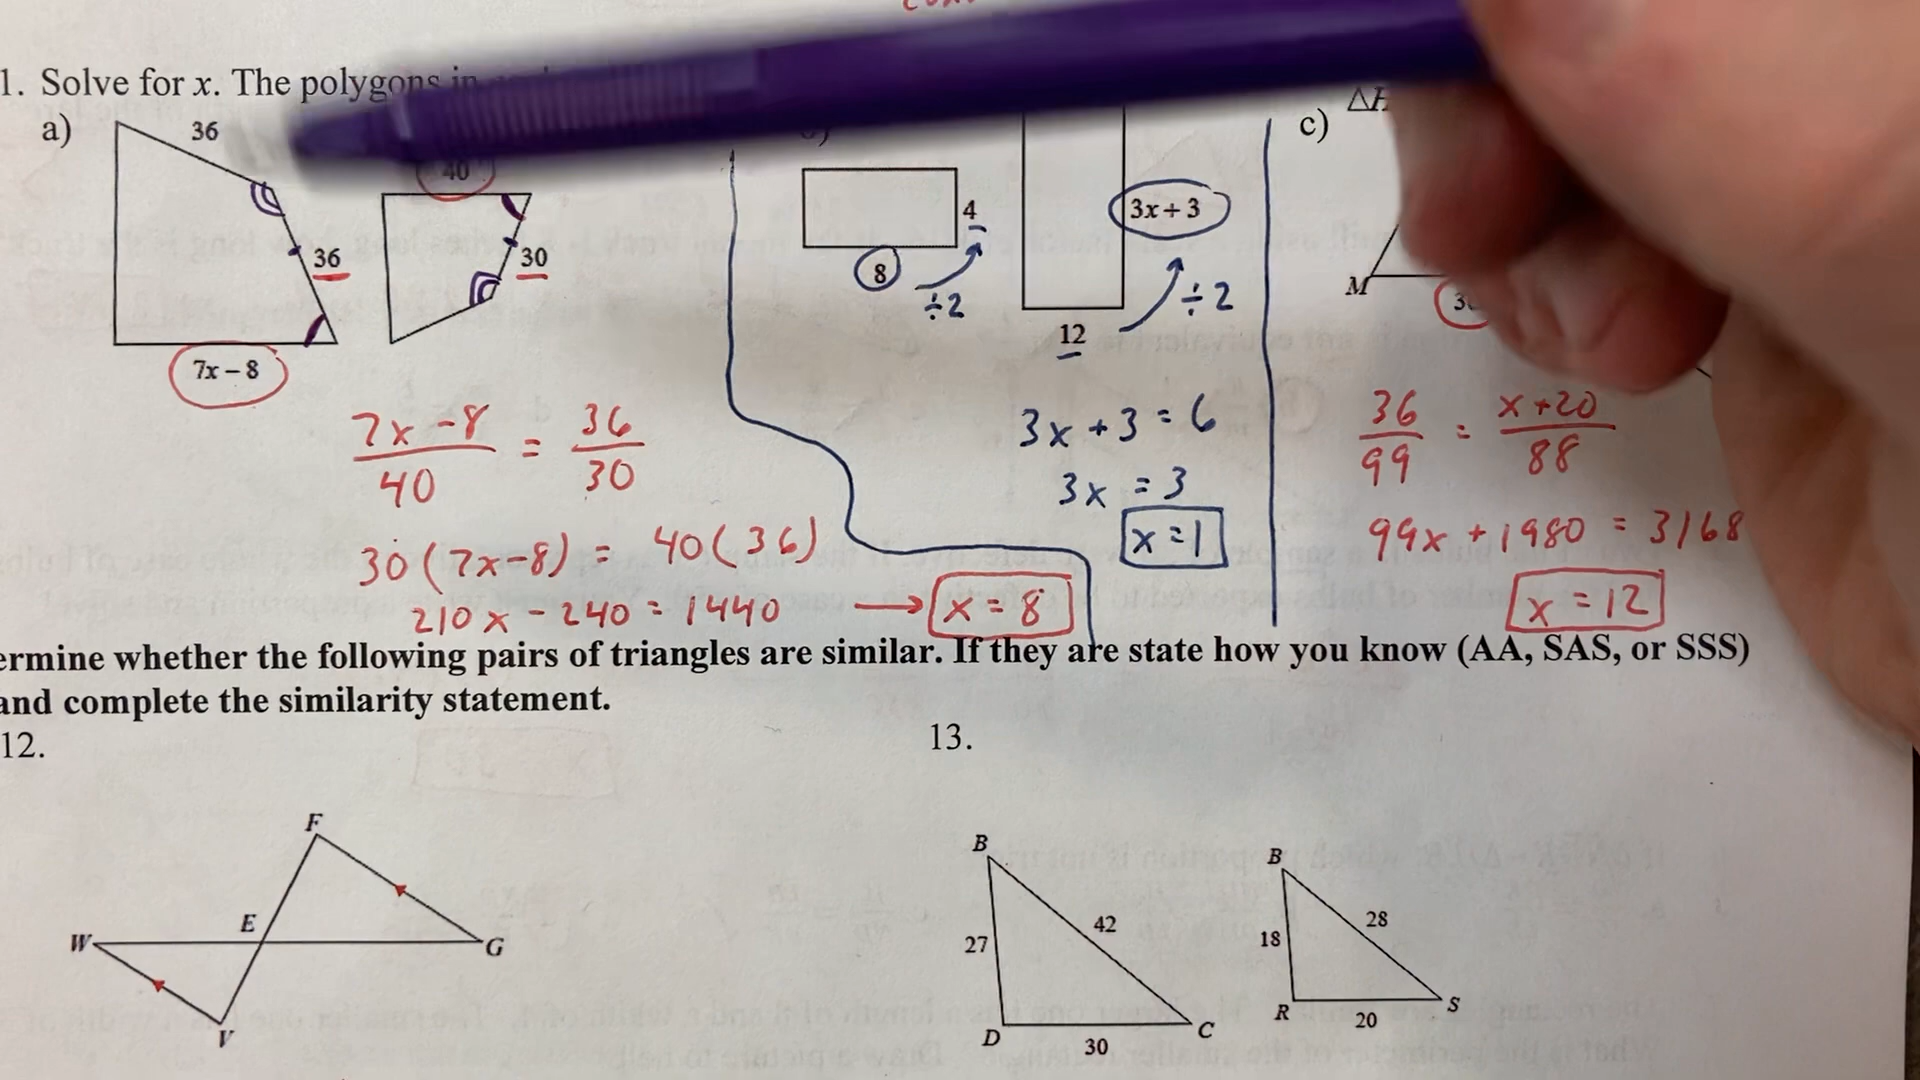 1. Solve for x. The polygons in
a)
36
36
7x – 8
40
30
4
8
÷2
3x + 3
12
÷2
c)
M
7x - 8 / 40 = 36 / 30
30(7x-8) = 40(36)
210x - 240 = 1440 → x = 8
3x + 3 = 6
3x = 3
x = 1
36 / 99 = x + 20 / 88
99x + 1980 = 3168
x = 12
ermine whether the following pairs of triangles are similar. If they are state how you know (AA, SAS, or SSS)
and complete the similarity statement.
12.
13.
F
E
W
G
V
B
42
27
D
30
C
B
28
18
R
20
S